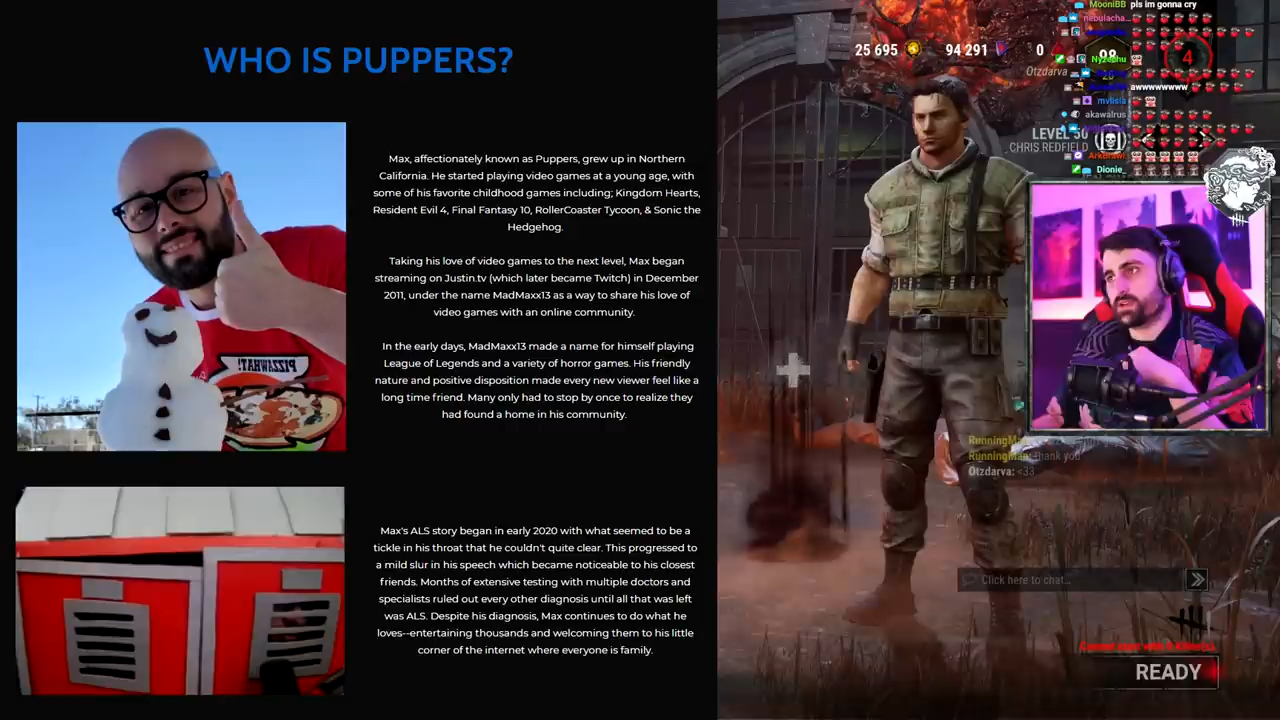 WHO IS PUPPERS?
Max, affectionately known as Puppers, grew up in Northern
California. He started playing video games at a young age, with
some of his favorite childhood games including; Kingdom Hearts,
Resident Evil 4, Final Fantasy 10, RollerCoaster Tycoon, & Sonic the
Hedgehog.
Taking his love of video games to the next level, Max began
streaming on Justin.tv (which later became Twitch) in December
2011, under the name MadMaxx13 as a way to share his love of
video games with an online community.
In the early days, MadMaxx13 made a name for himself playing
League of Legends and a variety of horror games. His friendly
nature and positive disposition made every new viewer feel like a
long time friend. Many only had to stop by once to realize they
had found a home in his community.
PIZZAWHAT!
Max's ALS story began in early 2020 with what seemed to be a
tickle in his throat that he couldn't quite clear. This progressed to
a mild slur in his speech which became noticeable to his closest
friends. Months of extensive testing with multiple doctors and
specialists ruled out every other diagnosis until all that was left
was ALS. Despite his diagnosis, Max continues to do what he
loves--entertaining thousands and welcoming them to his little
corner of the internet where everyone is family.
MooniBB pls im gonna cry
nebulacha...
25 695 94 291 0
Nyzephu
4
Otzdarva
awwwwwwww
mvlisia
akawalrus
LEVEL 50
CHRIS REDFIELD
ArkBrawl
Dionie_
RunningMa
RunningMa thank you
Otzdarva: <33
Click here to chat...
READY